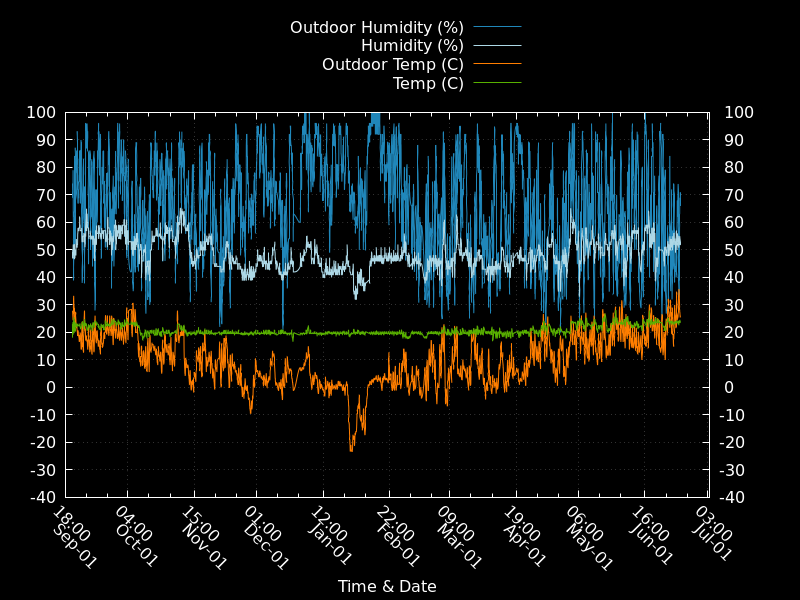 Outdoor Humidity (%)
Humidity (%)
Outdoor Temp (C)
Temp (C)
100 100
90 90
80 80
70 70
60 60
50 50
40 40
30 30
20 20
10 10
0 0
-10 -10
-20 -20
-30 -30
-40 -40
18:00 04:00 15:00 01:00 12:00 22:00 09:00 19:00 06:00 16:00 03:00
Sep-01 Oct-01 Nov-01 Dec-01 Jan-01 Feb-01 Mar-01 Apr-01 May-01 Jun-01 Jul-01
Time & Date